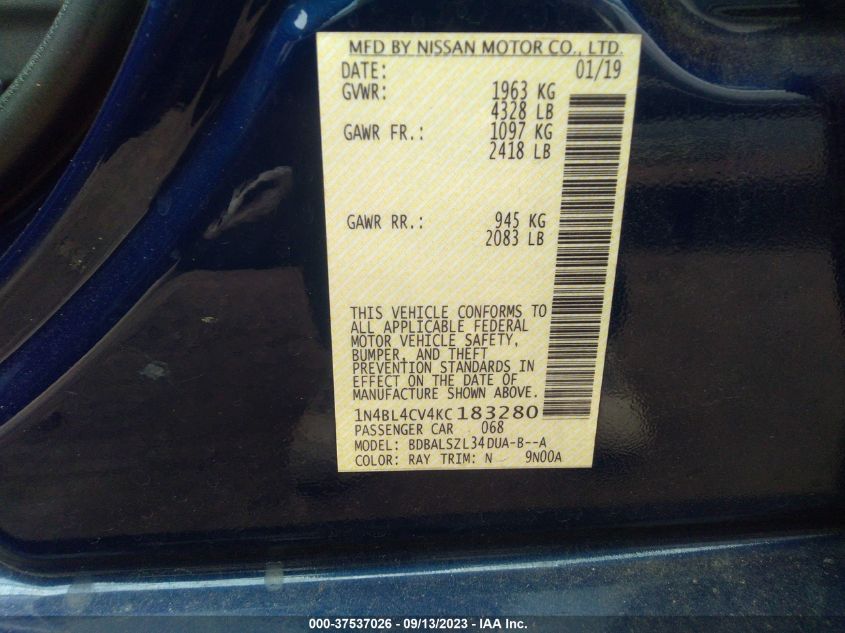 MFD BY NISSAN MOTOR CO., LTD.
DATE: 01/19
GVWR: 1963 KG
4328 LB
GAWR FR.: 1097 KG
2418 LB
GAWR RR.: 945 KG
2083 LB
THIS VEHICLE CONFORMS TO
ALL APPLICABLE FEDERAL
MOTOR VEHICLE SAFETY,
BUMPER, AND THEFT
PREVENTION STANDARDS IN
EFFECT ON THE DATE OF
MANUFACTURE SHOWN ABOVE.
1N4BL4CV4KC183280
PASSENGER CAR 068
MODEL: BDBALSZL34DUA-B--A
COLOR: RAY TRIM: N 9N00A
000-37537026 - 09/13/2023 - IAA Inc.